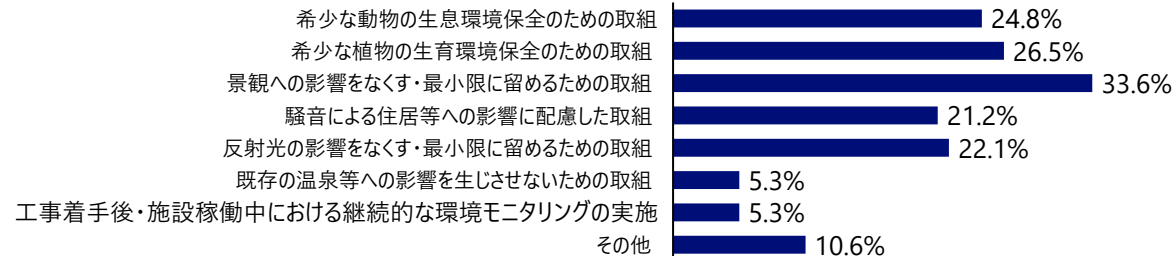 希少な動物の生息環境保全のための取組 24.8%
希少な植物の生育環境保全のための取組 26.5%
景観への影響をなくす・最小限に留めるための取組 33.6%
騒音による住居等への影響に配慮した取組 21.2%
反射光の影響をなくす・最小限に留めるための取組 22.1%
既存の温泉等への影響を生じさせないための取組 5.3%
工事着手後・施設稼働中における継続的な環境モニタリングの実施 5.3%
その他 10.6%